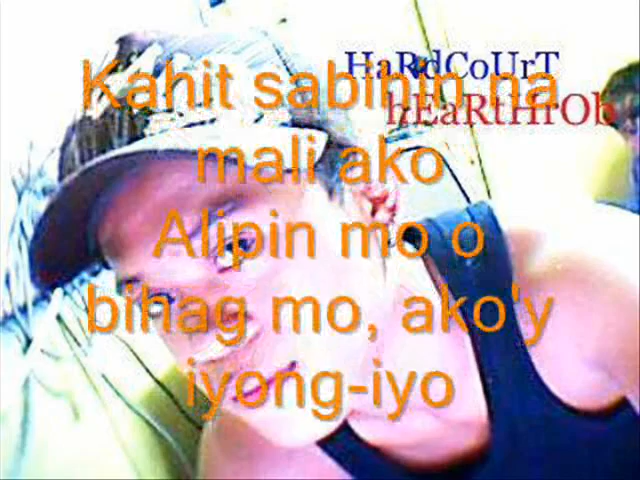 HaRdCoUrT
hEaRtHrOb
Kahit sabihin na
mali ako
Alipin mo o
bihag mo, ako'y
iyong-iyo